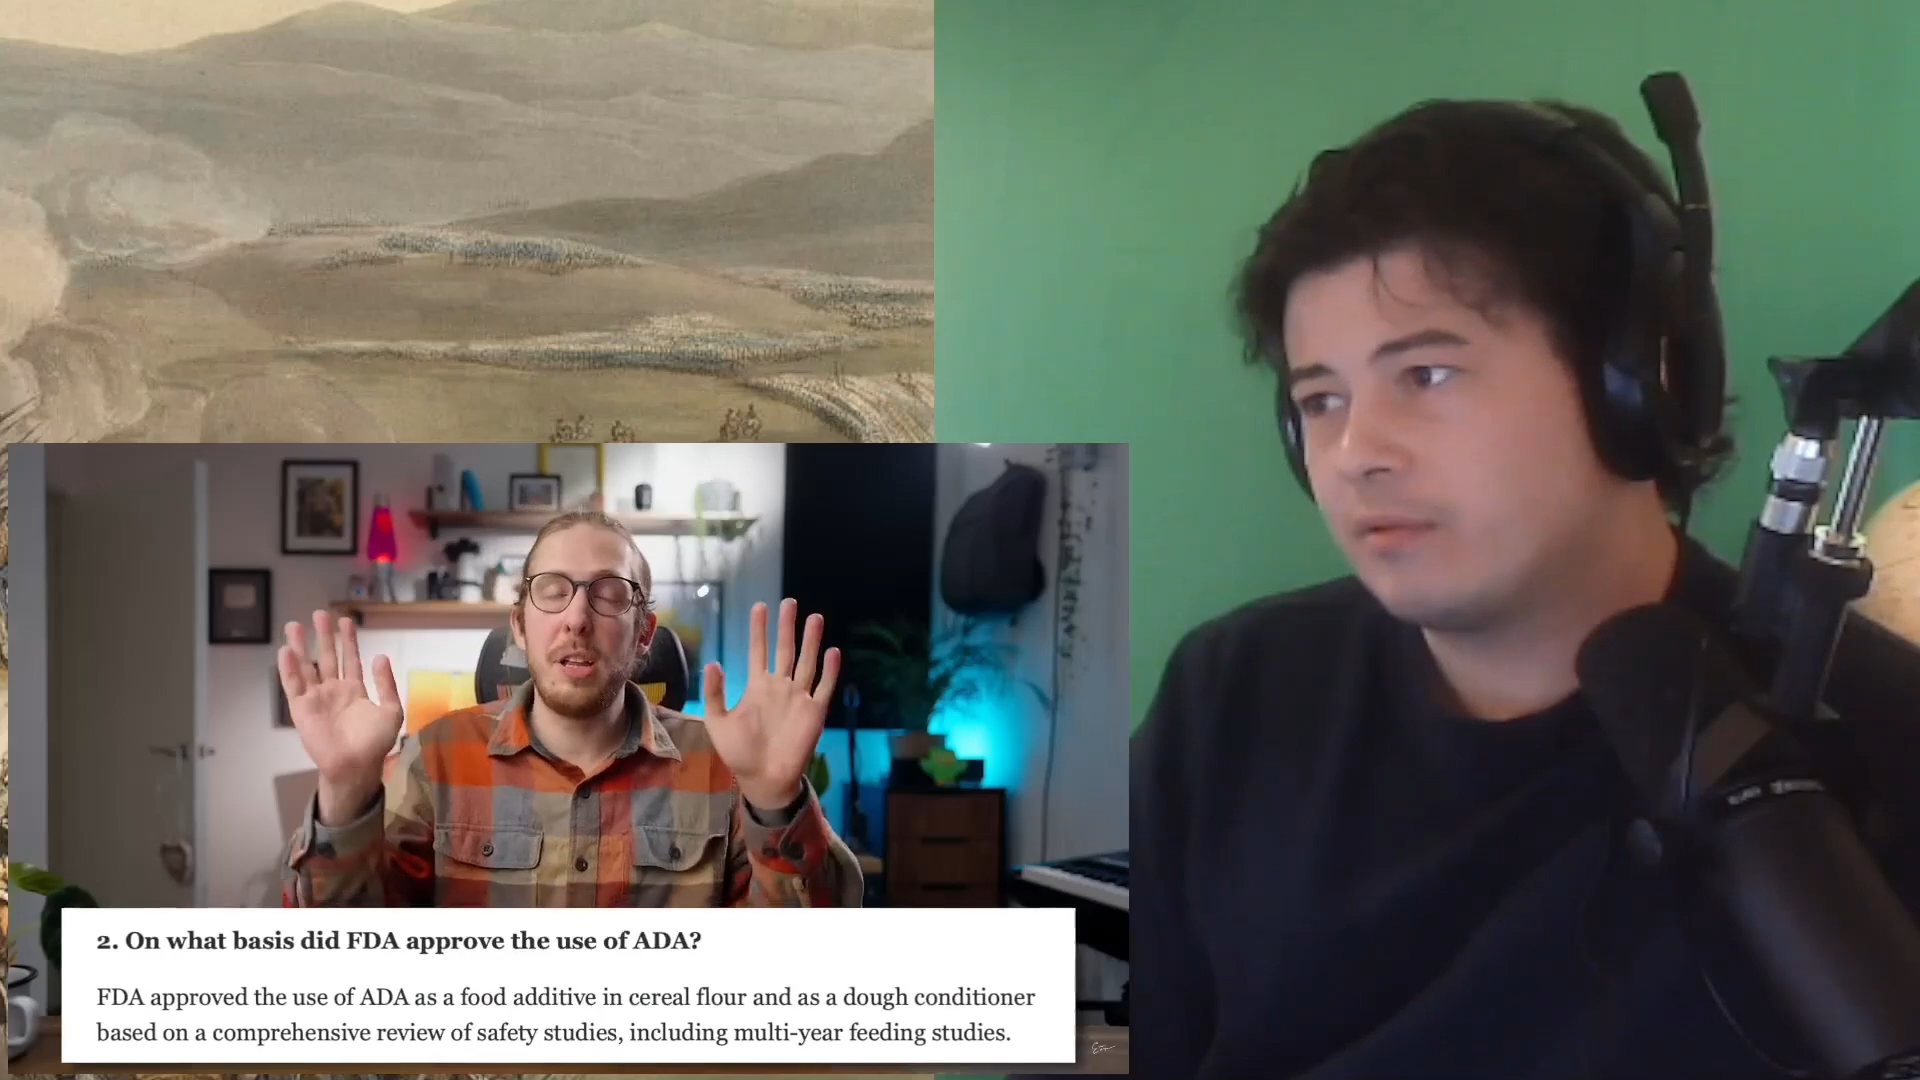 2. On what basis did FDA approve the use of ADA?
FDA approved the use of ADA as a food additive in cereal flour and as a dough conditioner
based on a comprehensive review of safety studies, including multi-year feeding studies.